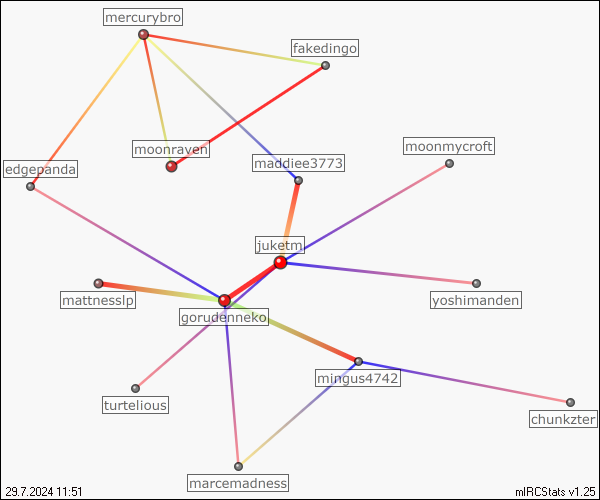 mercurybro
fakedingo
moonraven
moonmycroft
maddiee3773
edgepanda
juketm
mattnesslp
yoshimanden
gorudenneko
mingus4742
turtelious
chunkzter
marcemadness
29.7.2024 11:51
mIRCStats v1.25